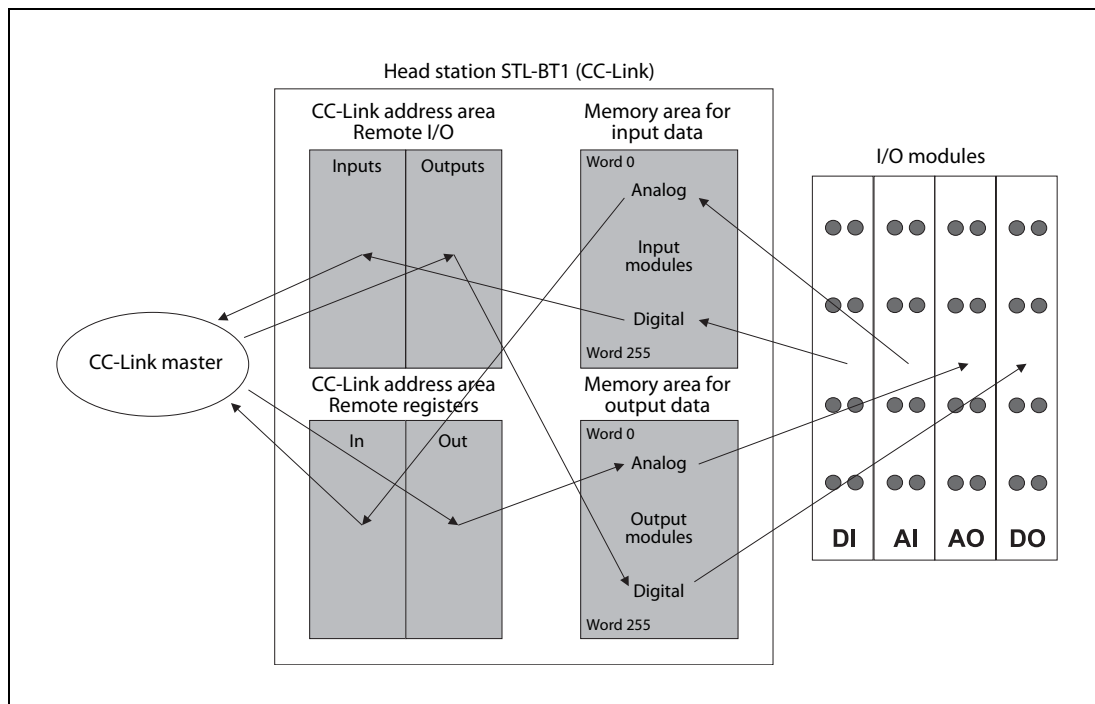 Head station STL-BT1 (CC-Link)
CC-Link address area
Remote I/O
Inputs
Outputs
Memory area for
input data
Word 0
Analog
Input
modules
Digital
Word 255
I/O modules
DI
AI
AO
DO
CC-Link master
CC-Link address area
Remote registers
In
Out
Memory area for
output data
Word 0
Analog
Output
modules
Digital
Word 255